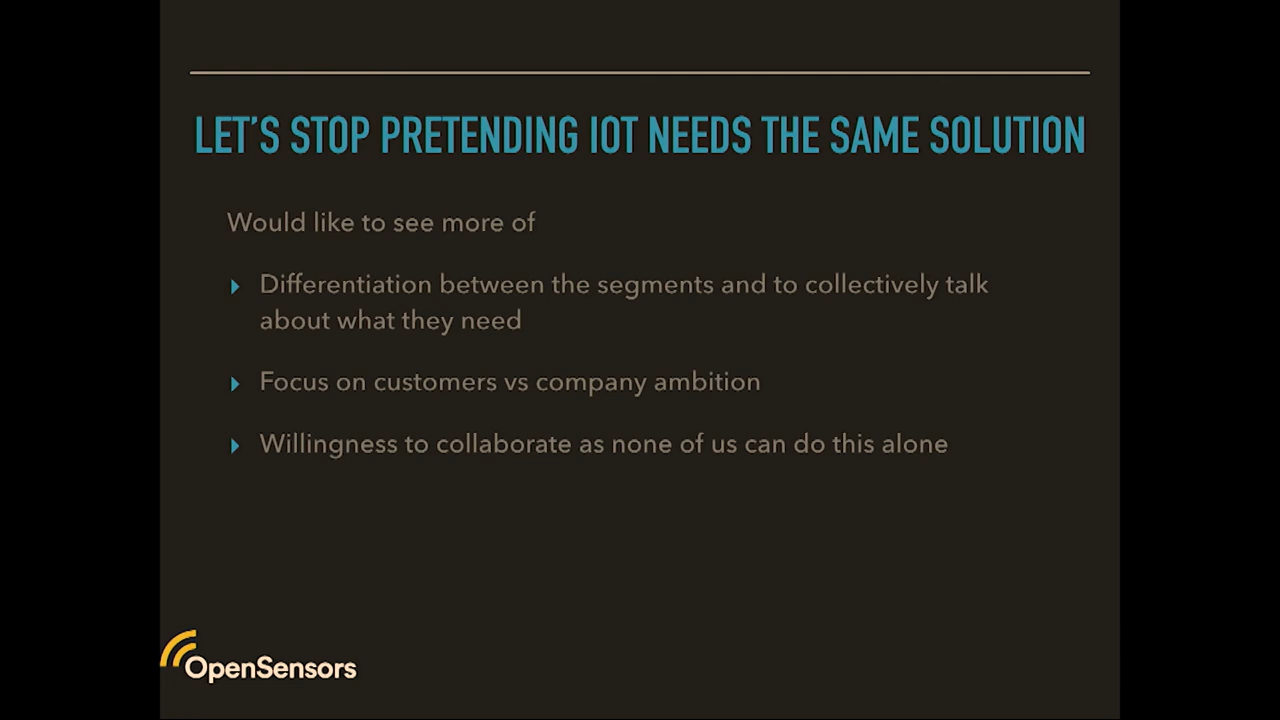 LET'S STOP PRETENDING IOT NEEDS THE SAME SOLUTION
Would like to see more of
Differentiation between the segments and to collectively talk
about what they need
Focus on customers vs company ambition
Willingness to collaborate as none of us can do this alone
OpenSensors